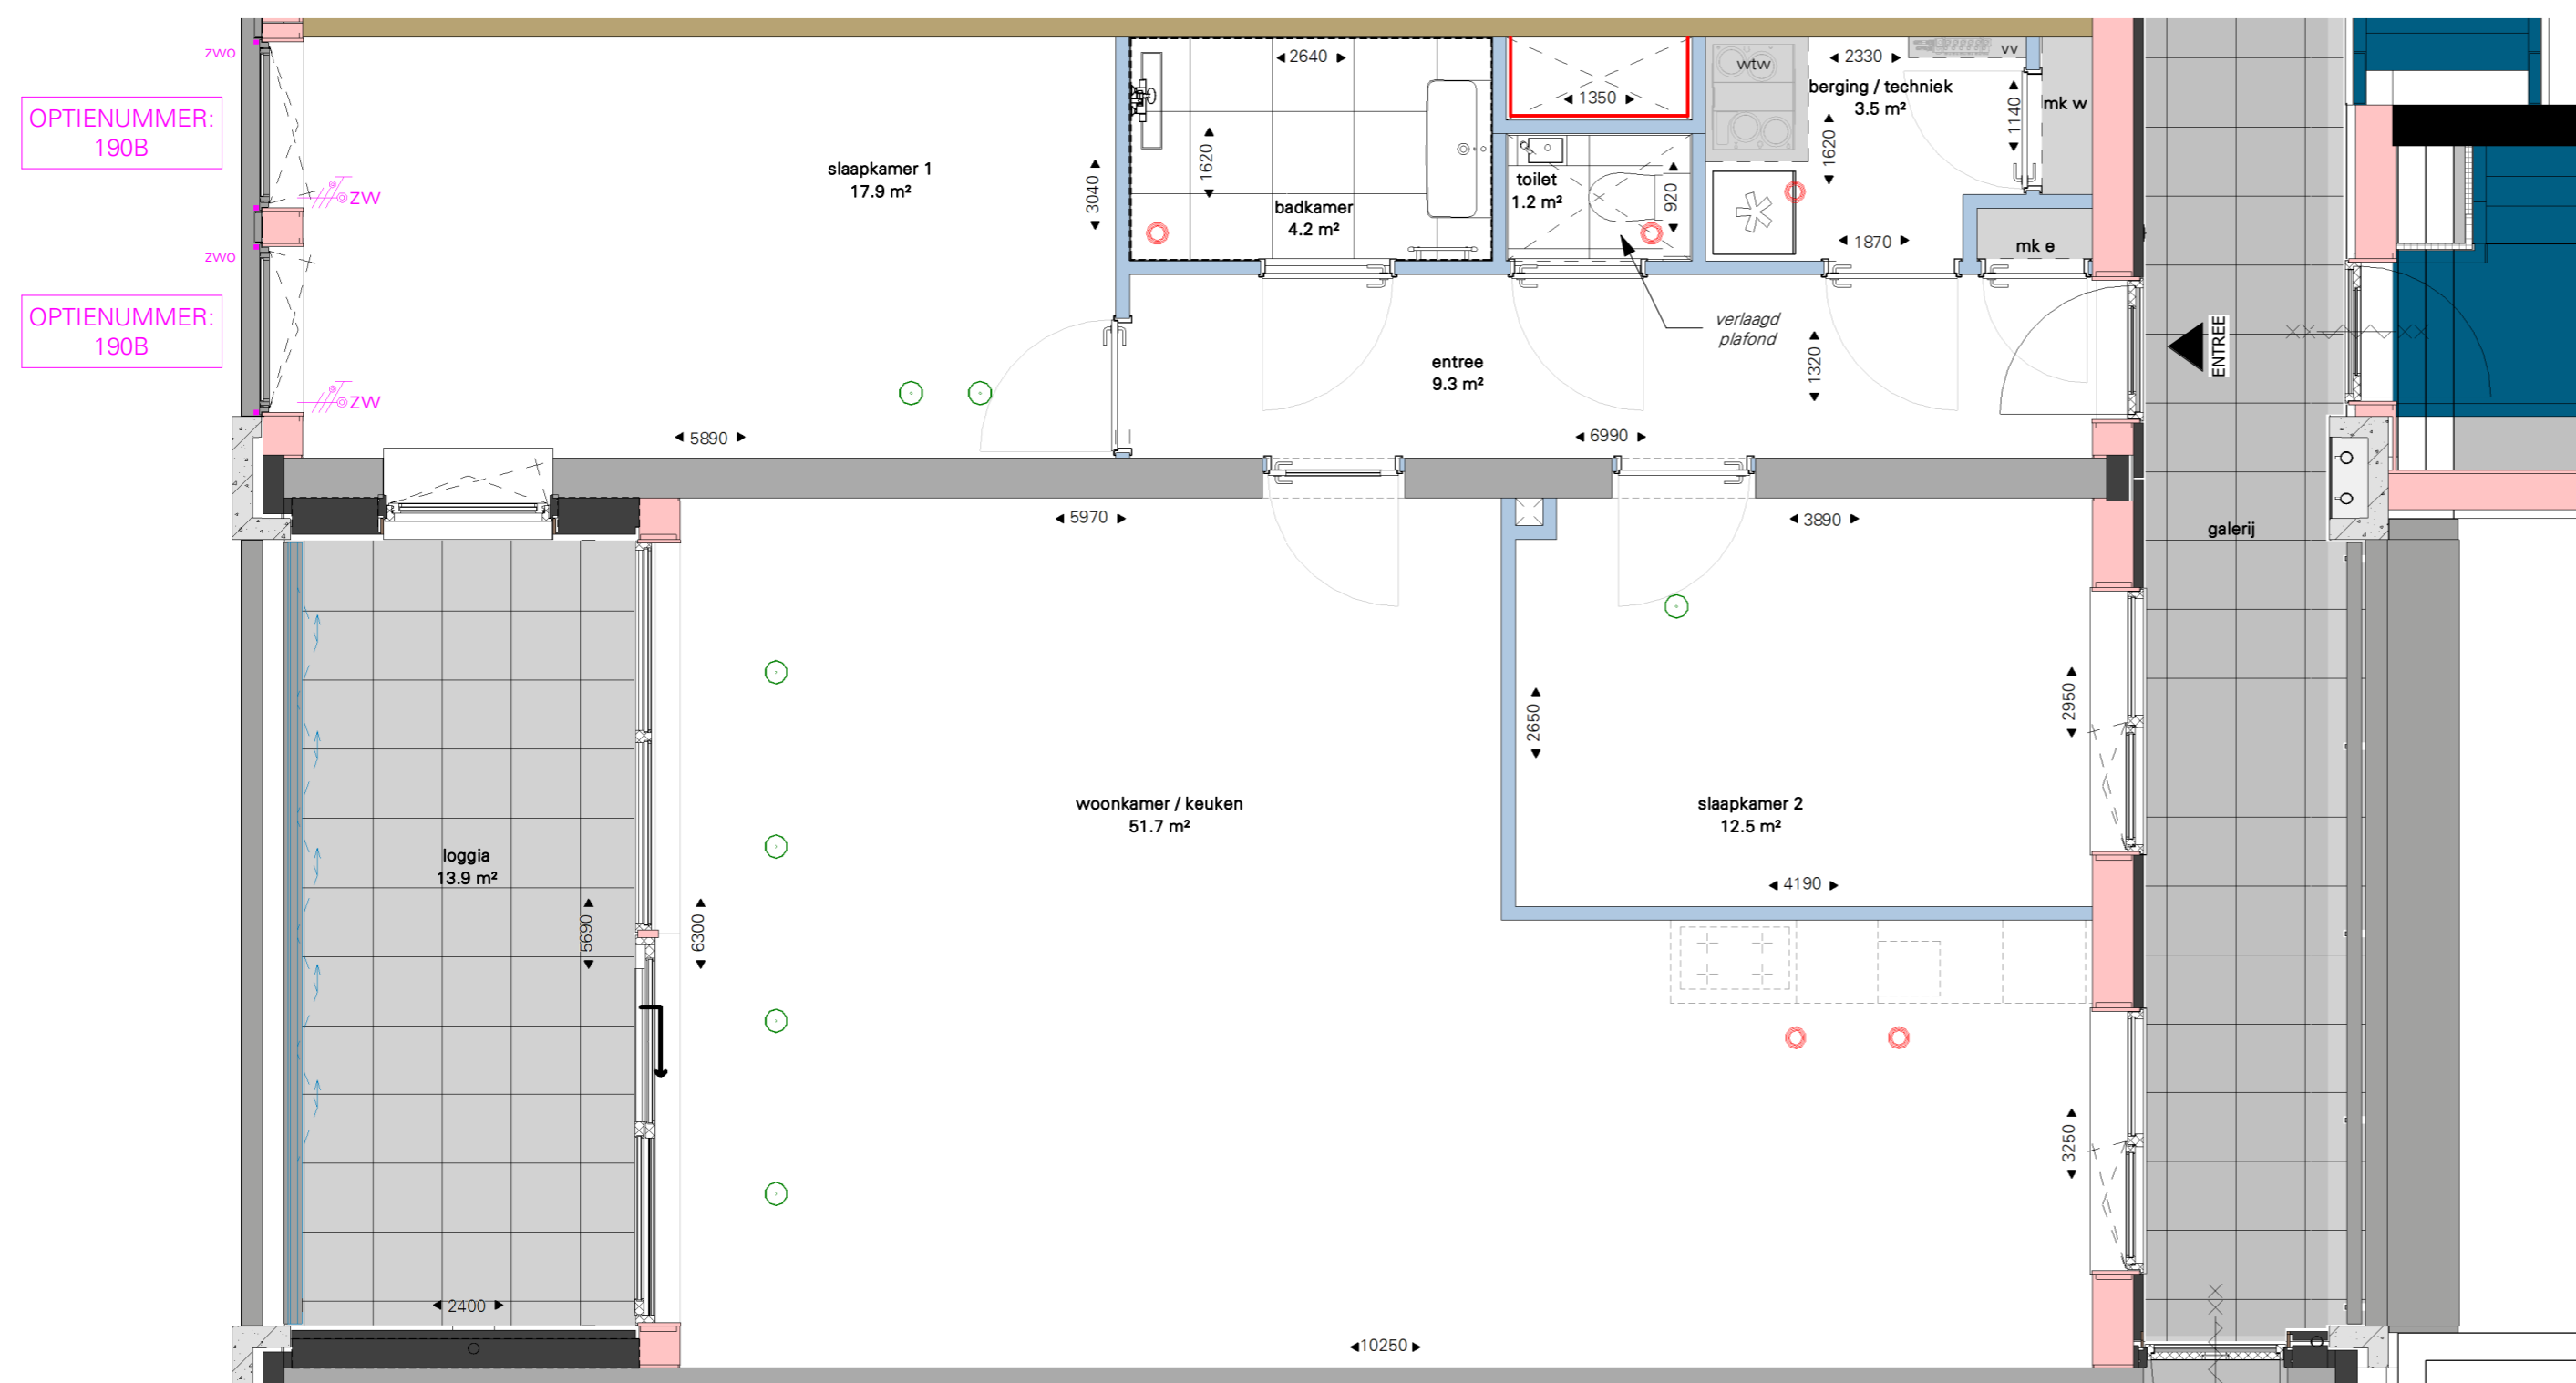 zwo
OPTIENUMMER:
190B
ZW
zwo
OPTIENUMMER:
190B
ZW
slaapkamer 1
17.9 m²
3040
5890
2640
1620
badkamer
4.2 m²
1350
toilet
1.2 m²
920
verlaagd
plafond
wtw
2330
vv
berging / techniek
3.5 m²
1620
1140
mk w
1870
mk e
entree
9.3 m²
1320
6990
ENTREE
galerij
5970
3890
2650
2950
slaapkamer 2
12.5 m²
4190
woonkamer / keuken
51.7 m²
loggia
13.9 m²
5690
6300
2400
3250
10250